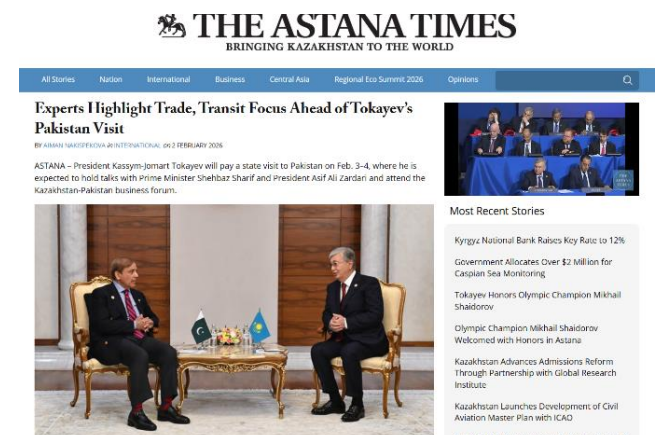 THE ASTANA TIMES
BRINGING KAZAKHSTAN TO THE WORLD
All Stories Nation International Business Central Asia Regional Eco Summit 2026 Opinions
Experts Highlight Trade, Transit Focus Ahead of Tokayev's
Pakistan Visit
BY AIMAN NAKISPEKOVA in INTERNATIONAL on 2 FEBRUARY 2026
ASTANA – President Kassym-Jomart Tokayev will pay a state visit to Pakistan on Feb. 3–4, where he is
expected to hold talks with Prime Minister Shehbaz Sharif and President Asif Ali Zardari and attend the
Kazakhstan-Pakistan business forum.
THE
ASTANA
TIMES
Most Recent Stories
Kyrgyz National Bank Raises Key Rate to 12%
Government Allocates Over $2 Million for
Caspian Sea Monitoring
Tokayev Honors Olympic Champion Mikhail
Shaidorov
Olympic Champion Mikhail Shaidorov
Welcomed with Honors in Astana
Kazakhstan Advances Admissions Reform
Through Partnership with Global Research
Institute
Kazakhstan Launches Development of Civil
Aviation Master Plan with ICAO